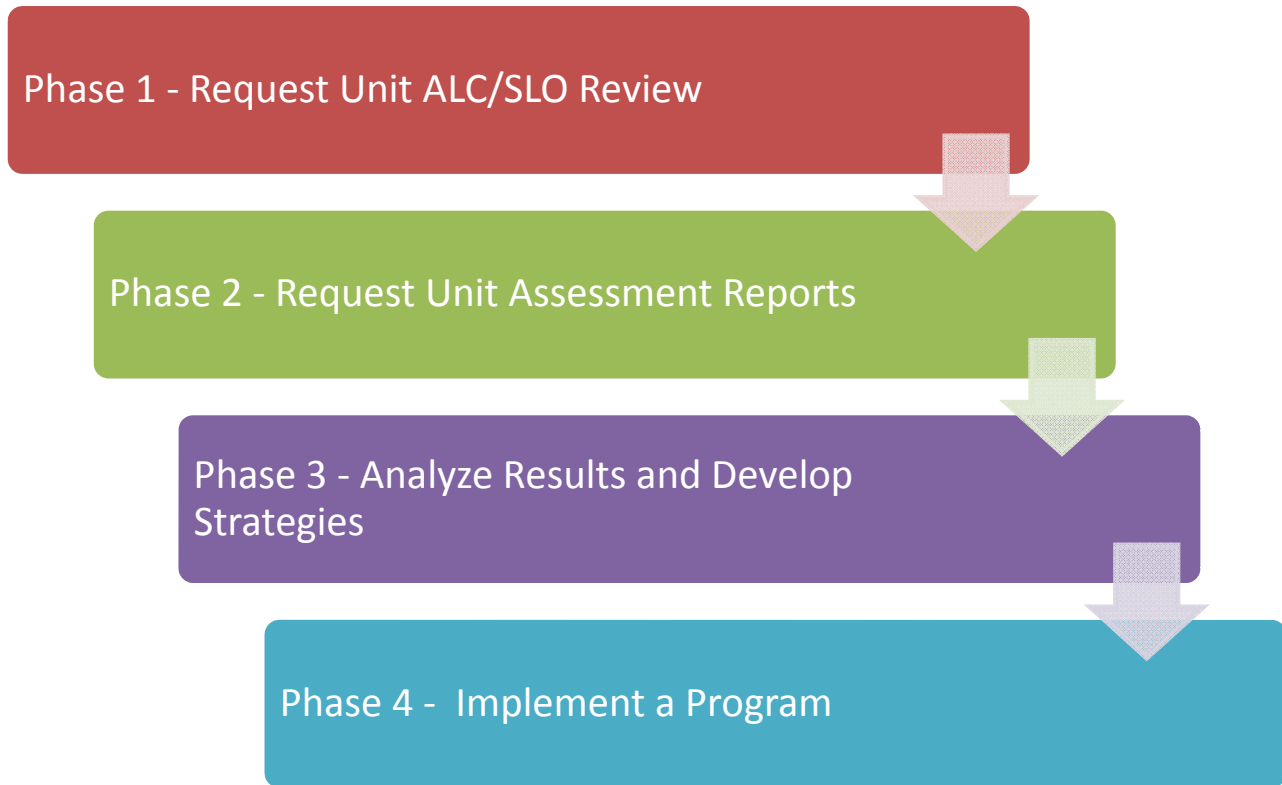 Phase 1 - Request Unit ALC/SLO Review
Phase 2 - Request Unit Assessment Reports
Phase 3 - Analyze Results and Develop
Strategies
Phase 4 -  Implement a Program